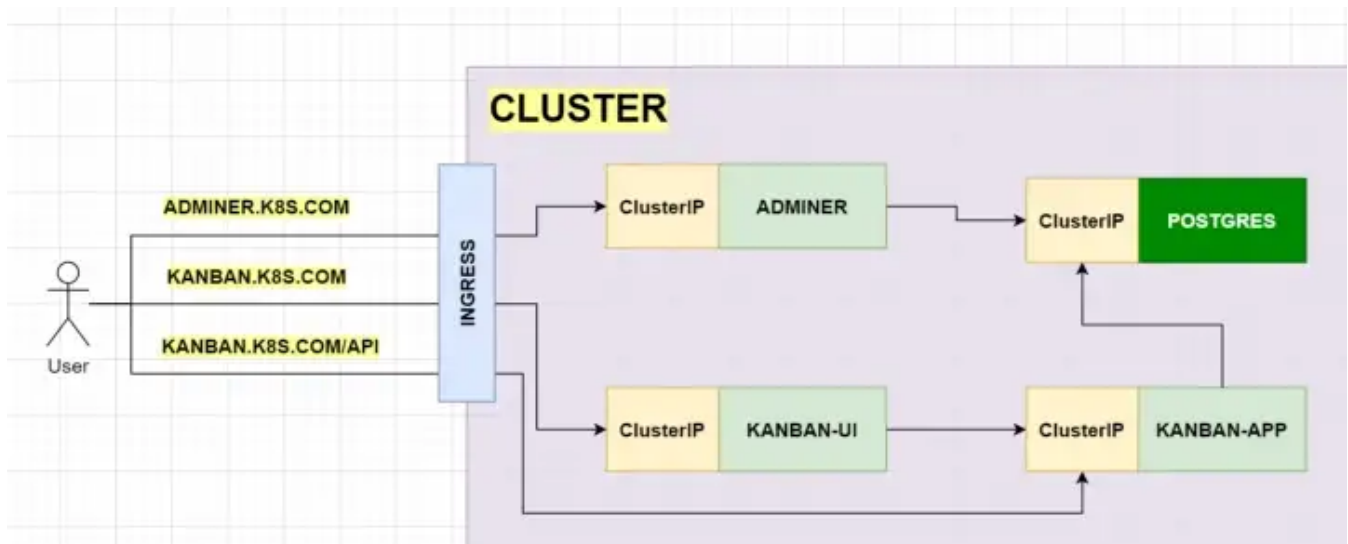 CLUSTER
ADMINER.K8S.COM
KANBAN.K8S.COM
KANBAN.K8S.COM/API
User
INGRESS
ClusterIP
ADMINER
ClusterIP
POSTGRES
ClusterIP
KANBAN-UI
ClusterIP
KANBAN-APP